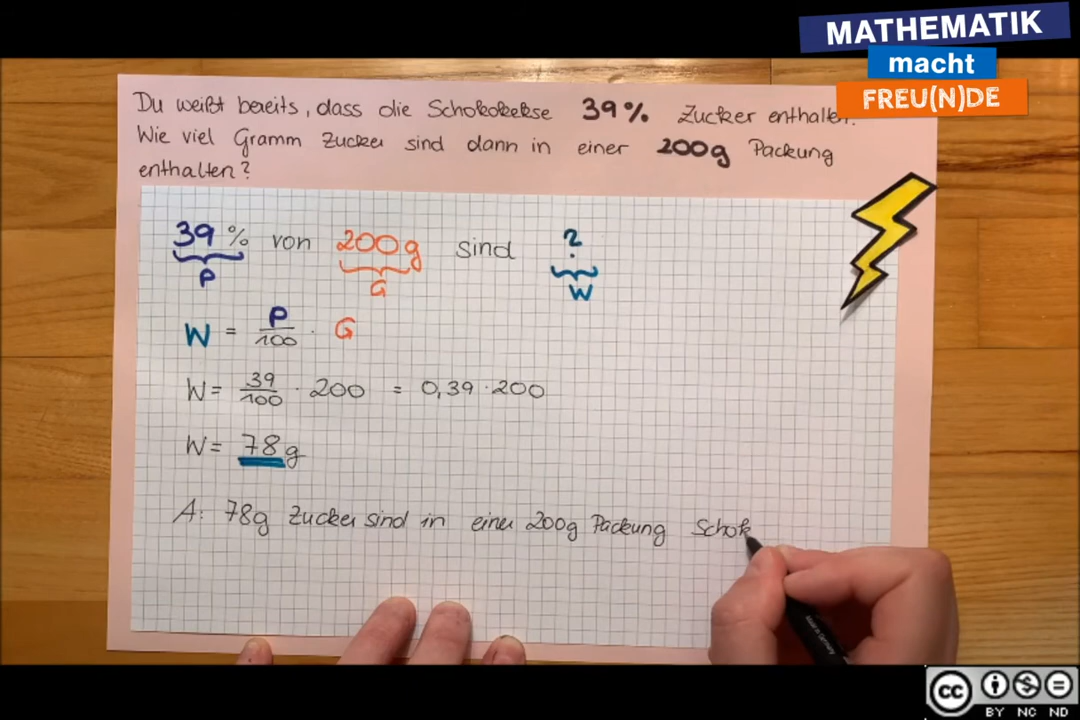 MATHEMATIK
macht
FREU(N)DE
Du weißt bereits, dass die Schokokekse 39% Zucker enthalten.
Wie viel Gramm Zucker sind dann in einer 200g Packung
enthalten?
39% von 200g sind ?
P G W
W = P/100 · G
W = 39/100 · 200 = 0,39 · 200
W = 78g
A: 78g Zucker sind in einer 200g Packung Schok
cc BY NC ND